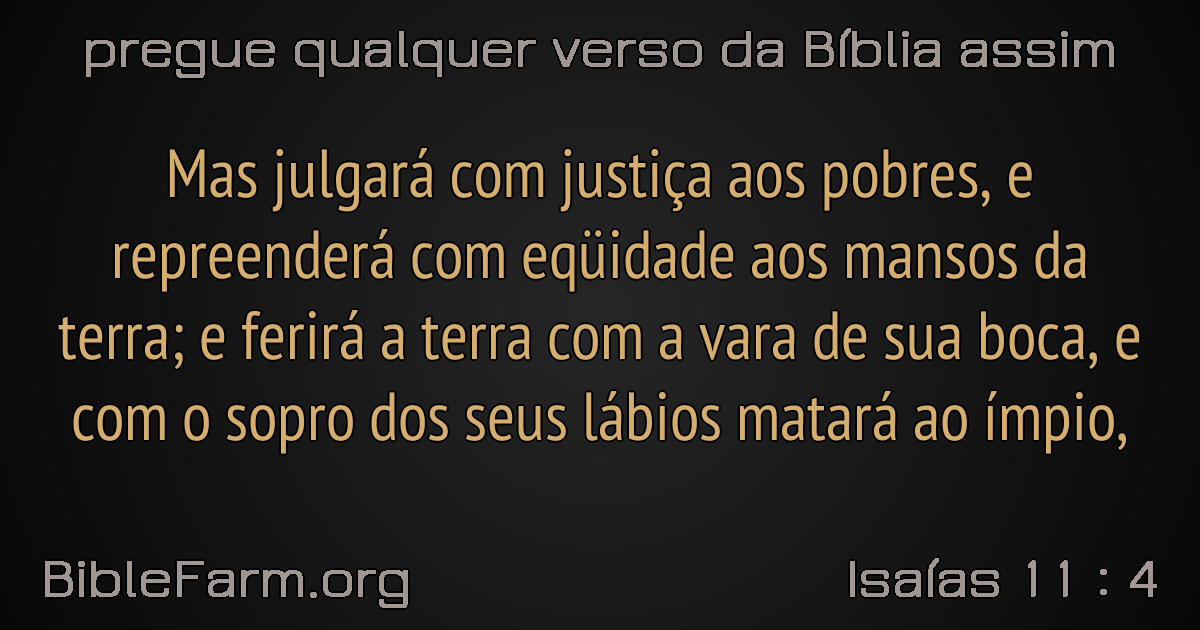 pregue qualquer verso da Bíblia assim
Mas julgará com justiça aos pobres, e
repreenderá com eqüidade aos mansos da
terra; e ferirá a terra com a vara de sua boca, e
com o sopro dos seus lábios matará ao ímpio,
BibleFarm.org
Isaías 11 : 4